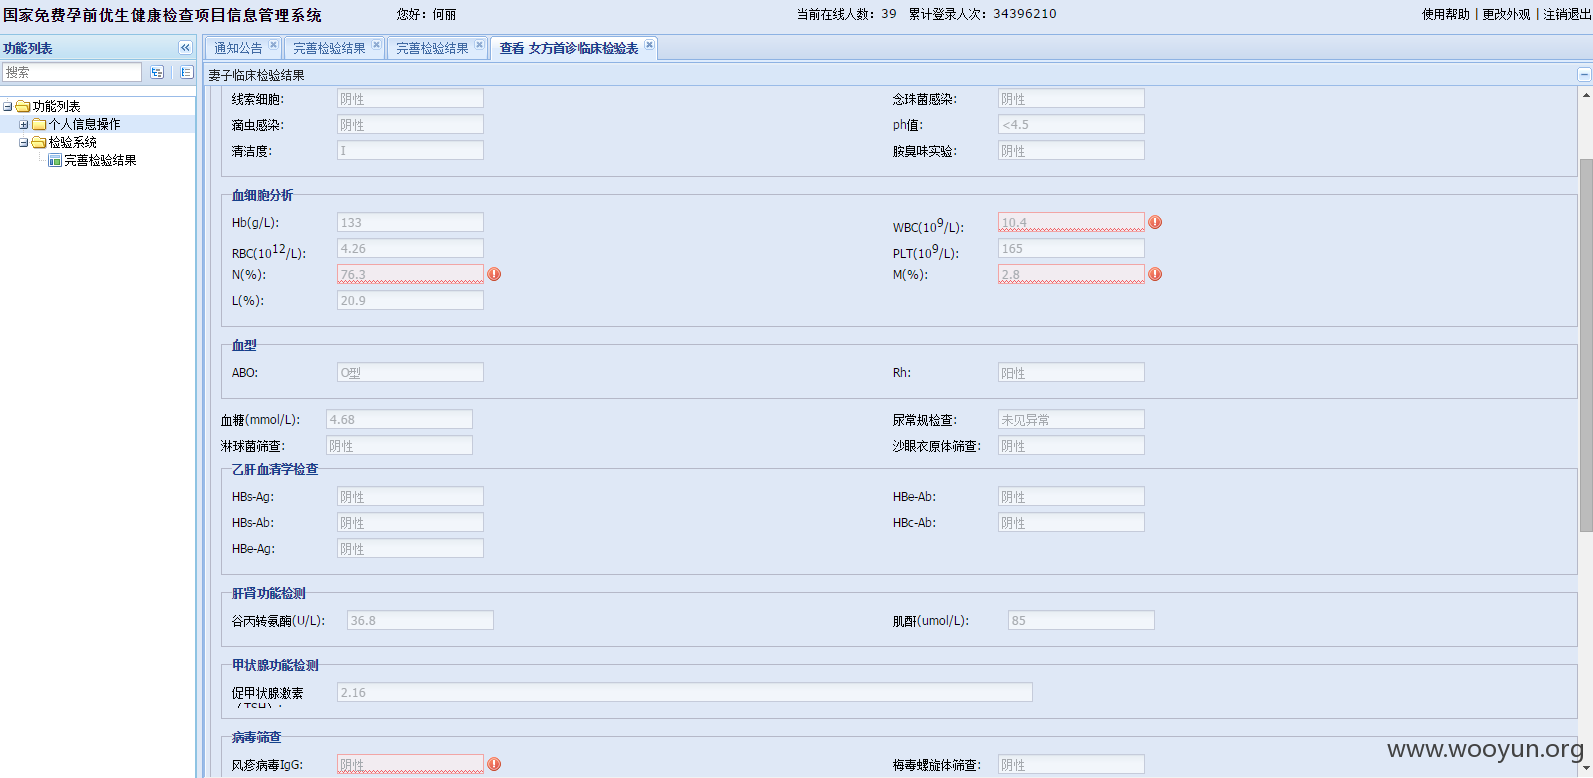 国家免费孕前优生健康检查项目信息管理系统 您好：何丽 当前在线人数：39 累计登录人次：34396210 使用帮助 | 更改外观 | 注销退出
功能列表 通知公告 完善检验结果 完善检验结果 查看 女方首诊临床检验表
搜索
妻子临床检验结果
功能列表
个人信息操作
检验系统
完善检验结果
线索细胞: 阴性 念珠菌感染: 阴性
滴虫感染: 阴性 ph值: <4.5
清洁度: I 胺臭味实验: 阴性
血细胞分析
Hb(g/L): 133 WBC(10^9/L): 10.4
RBC(10^12/L): 4.26 PLT(10^9/L): 165
N(%): 76.3 M(%): 2.8
L(%): 20.9
血型
ABO: O型 Rh: 阳性
血糖(mmol/L): 4.68 尿常规检查: 未见异常
淋球菌筛查: 阴性 沙眼衣原体筛查: 阴性
乙肝血清学检查
HBs-Ag: 阴性 HBe-Ab: 阴性
HBs-Ab: 阴性 HBc-Ab: 阴性
HBe-Ag: 阴性
肝肾功能检测
谷丙转氨酶(U/L): 36.8 肌酐(umol/L): 85
甲状腺功能检测
促甲状腺激素 2.16
（TSH）:
病毒筛查
风疹病毒IgG: 阴性 梅毒螺旋体筛查: 阴性
www.wooyun.org